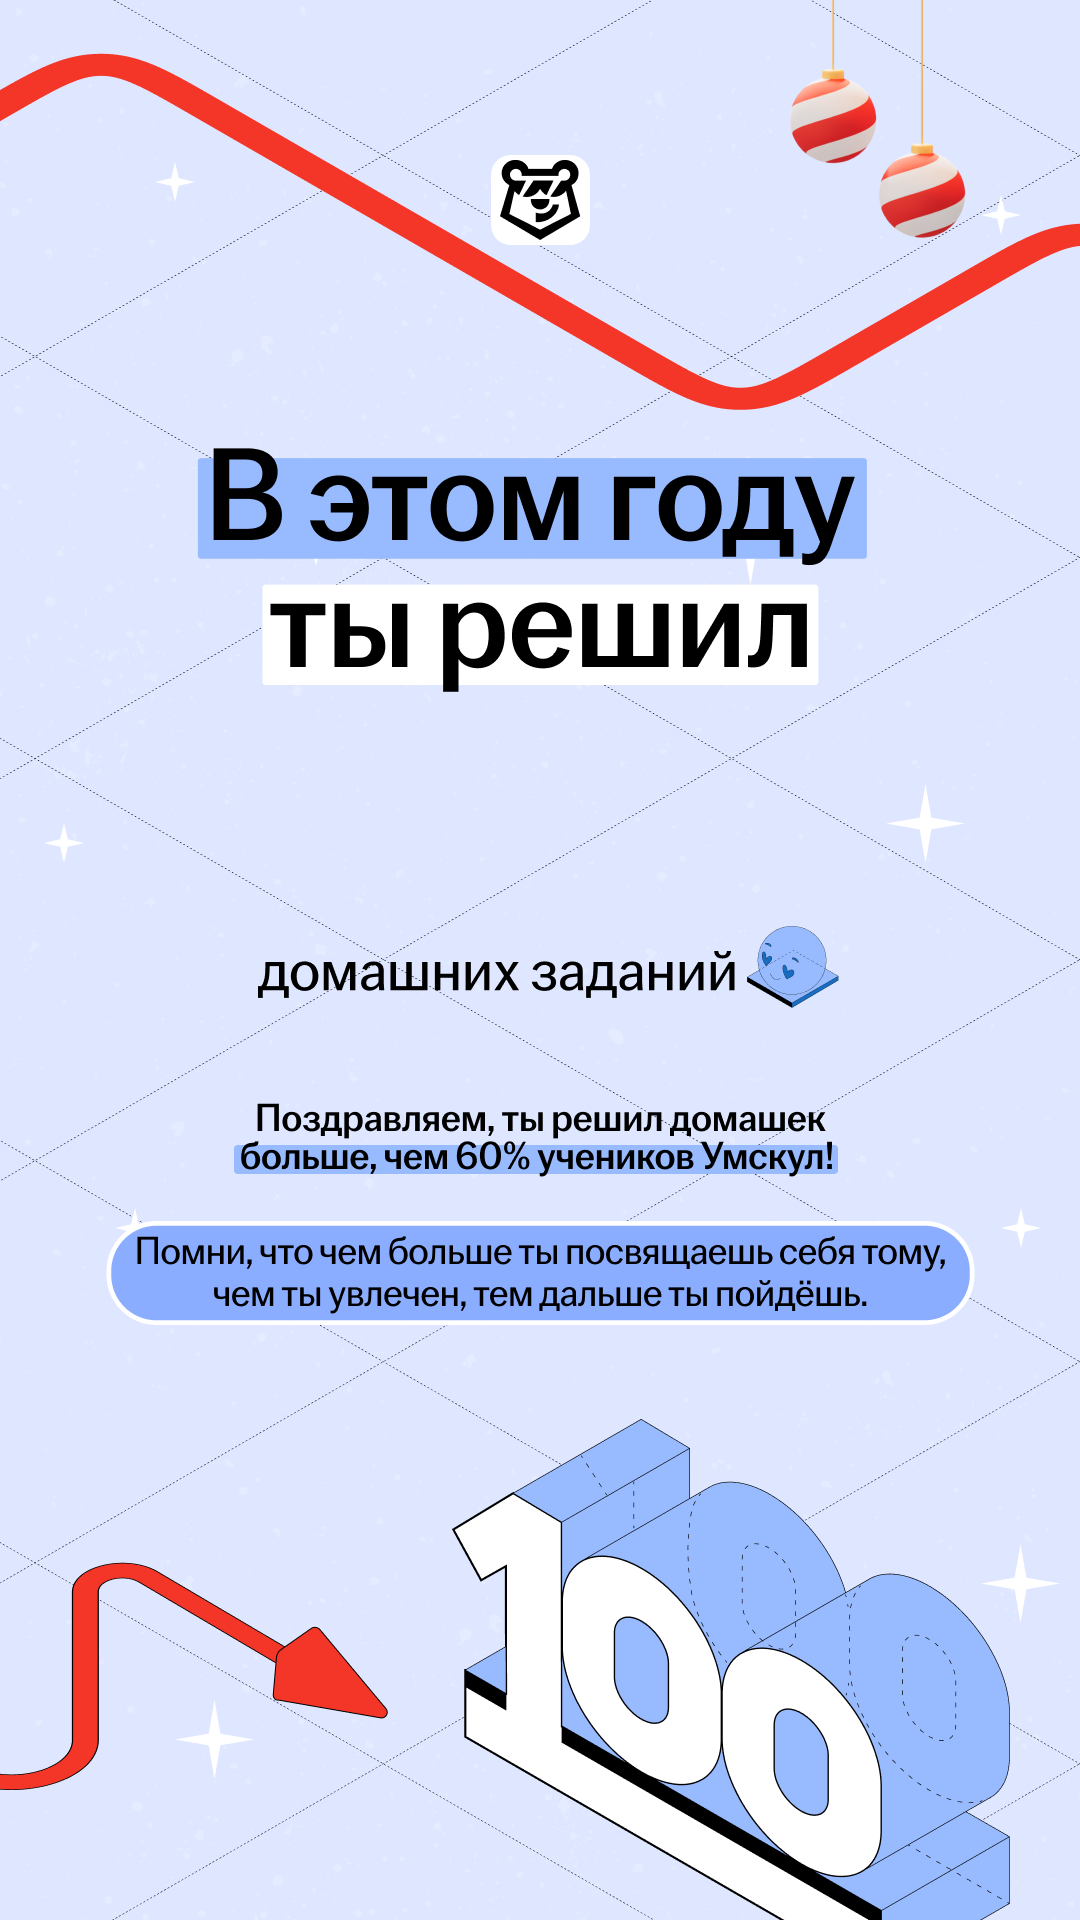 В этом году
ты решил
домашних заданий
Поздравляем, ты решил домашек
больше, чем 60% учеников Умскул!
Помни, что чем больше ты посвящаешь себя тому,
чем ты увлечен, тем дальше ты пойдёшь.
100